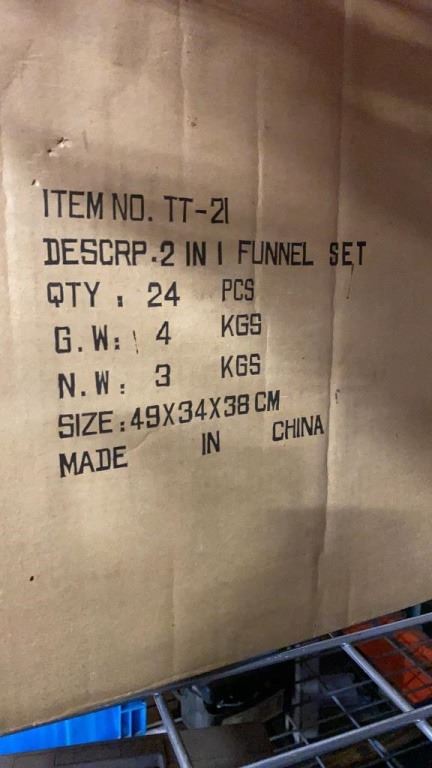 ITEM NO. TT-21
DESCRP.2 IN 1 FUNNEL SET
QTY : 24 PCS
G.W: 4 KGS
N.W: 3 KGS
SIZE:49X34X38 CM
MADE IN CHINA